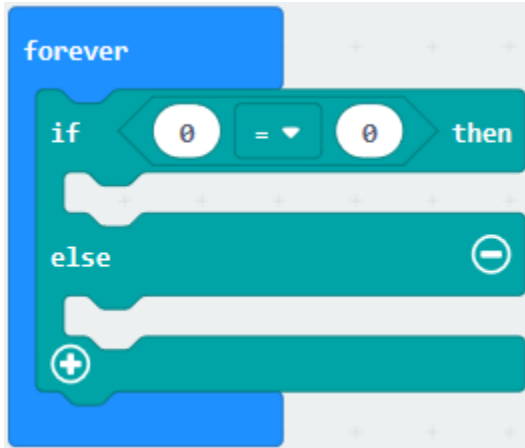 forever
if 0 = 0 then
else